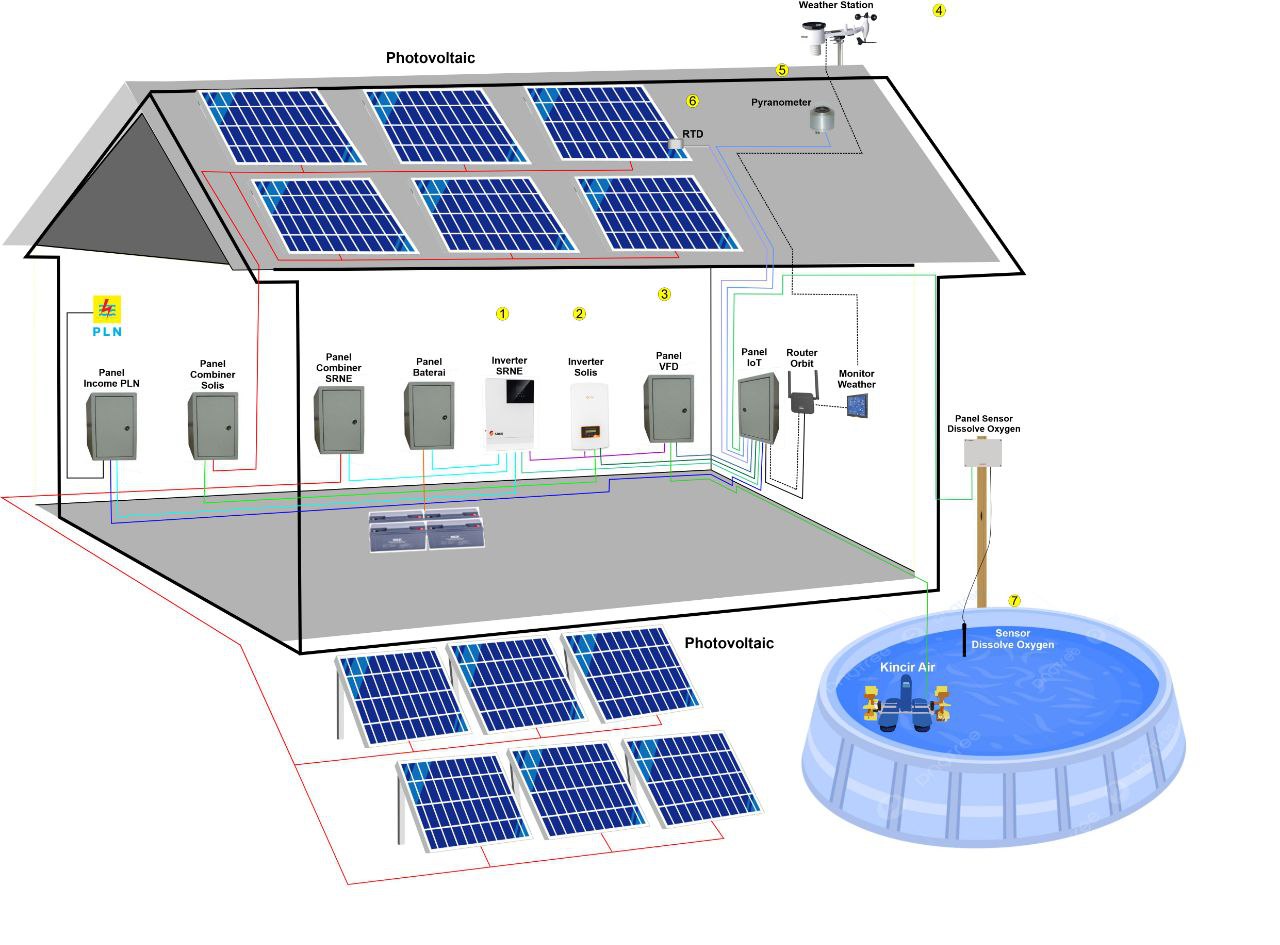 Weather Station
4
Photovoltaic
5
6
Pyranometer
RTD
PLN
1
2
3
Panel
Income PLN
Panel
Combiner
Solis
Panel
Combiner
SRNE
Panel
Baterai
Inverter
SRNE
Inverter
Solis
Panel
VFD
Panel
IoT
Router
Orbit
Monitor
Weather
Panel Sensor
Dissolve Oxygen
7
Sensor
Dissolve Oxygen
Photovoltaic
Kincir Air